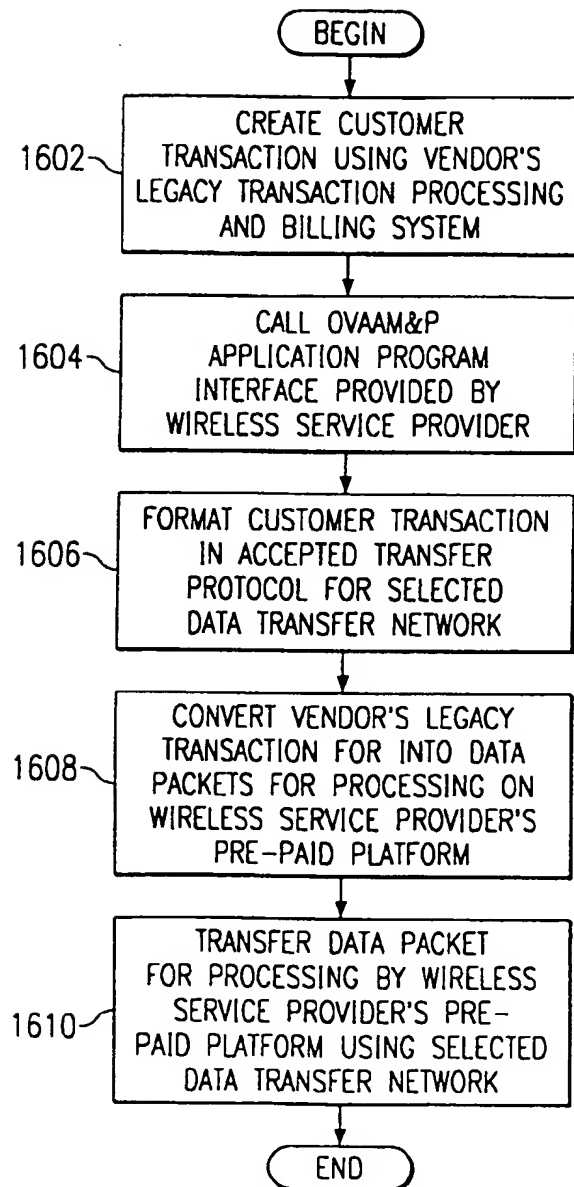 BEGIN
1602
CREATE CUSTOMER
TRANSACTION USING VENDOR'S
LEGACY TRANSACTION PROCESSING
AND BILLING SYSTEM
1604
CALL OVAAM&P
APPLICATION PROGRAM
INTERFACE PROVIDED BY
WIRELESS SERVICE PROVIDER
1606
FORMAT CUSTOMER TRANSACTION
IN ACCEPTED TRANSFER
PROTOCOL FOR SELECTED
DATA TRANSFER NETWORK
1608
CONVERT VENDOR'S LEGACY
TRANSACTION FOR INTO DATA
PACKETS FOR PROCESSING ON
WIRELESS SERVICE PROVIDER'S
PRE-PAID PLATFORM
1610
TRANSFER DATA PACKET
FOR PROCESSING BY WIRELESS
SERVICE PROVIDER'S PRE-
PAID PLATFORM USING SELECTED
DATA TRANSFER NETWORK
END